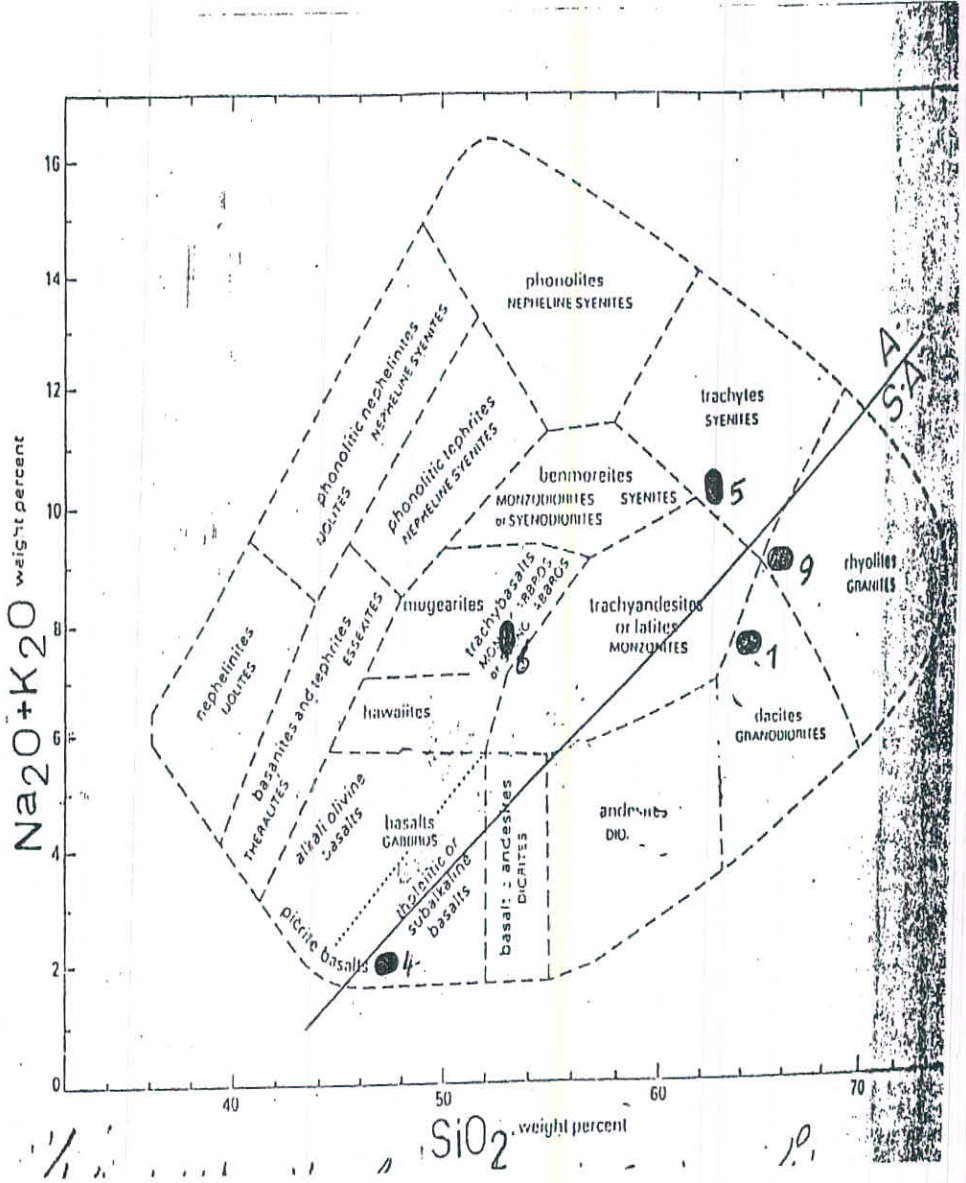 16
14
12
10
8
6
4
2
0
Na2O+K2O weight percent
phonolites
NEPHELINE SYENITES
phonolitic nephelinites
NEPHELINE SYENITES
IJOLITES
phonolitic tephrites
NEPHELINE SYENITES
trachytes
SYENITES
A
S.A
benmoreites
MONZODIORITES
or SYENODIORITES
SYENITES
5
9
rhyolites
GRANITES
nephelinites
IJOLITES
basanites and tephrites
ESSEXITES
THERALITES
mugearites
trachybasalts
trachyandesites
or latites
MONZONITES
1
hawaiites
dacites
GRANODIORITES
alkali olivine
basalts
basalts
GABBROS
tholeiitic or
subalkaline
basalts
andesites
DIORITES
andesites
DIO.
picrite basalts
4
40
50
60
70
SiO2 weight percent